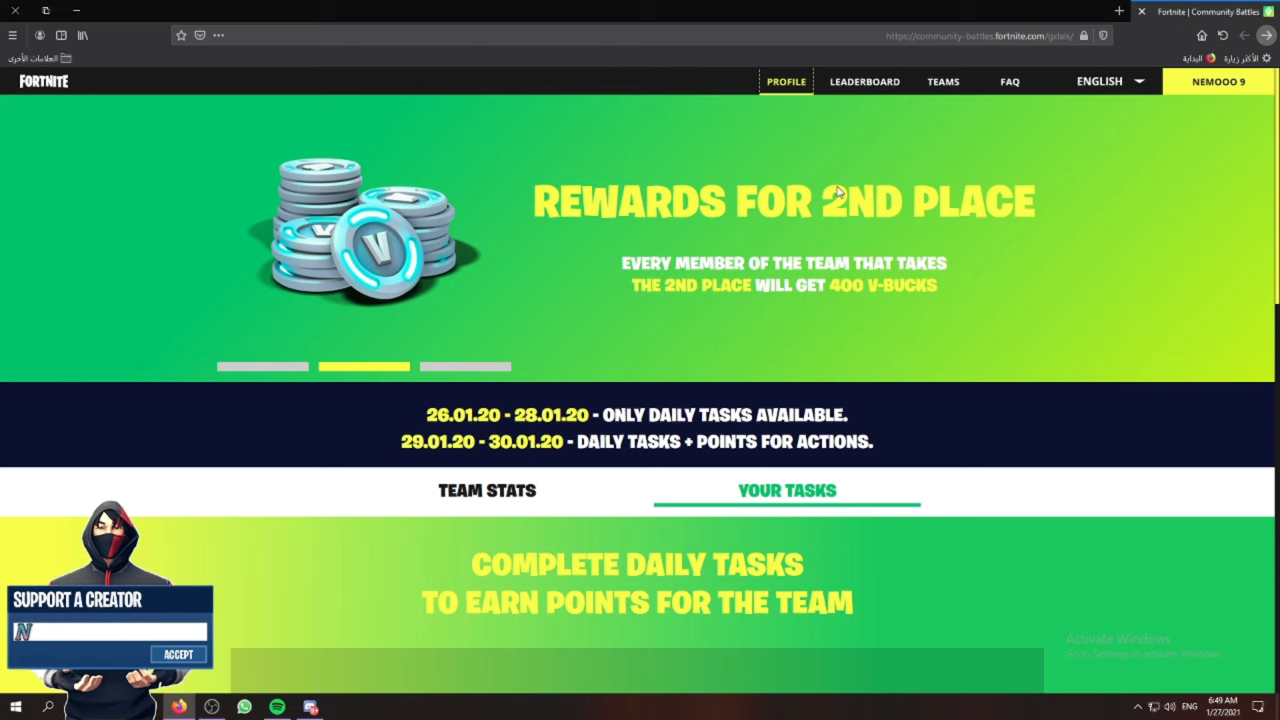 Fortnite | Community Battles
https://community-battles.fortnite.com/gxlals/
العلامات الأخرى
البداية
الأكثر زيارة
FORTNITE
PROFILE
LEADERBOARD
TEAMS
FAQ
ENGLISH
NEMOOO 9
REWARDS FOR 2ND PLACE
EVERY MEMBER OF THE TEAM THAT TAKES
THE 2ND PLACE WILL GET 400 V-BUCKS
26.01.20 - 28.01.20 - ONLY DAILY TASKS AVAILABLE.
29.01.20 - 30.01.20 - DAILY TASKS + POINTS FOR ACTIONS.
TEAM STATS
YOUR TASKS
COMPLETE DAILY TASKS
TO EARN POINTS FOR THE TEAM
SUPPORT A CREATOR
N
ACCEPT
Activate Windows
Go to Settings to activate Windows.
ENG
6:49 AM
1/27/2021